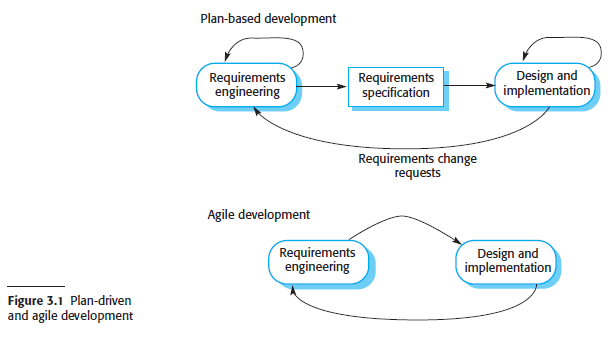 Plan-based development
Requirements
engineering
Requirements
specification
Design and
implementation
Requirements change
requests
Agile development
Requirements
engineering
Design and
implementation
Figure 3.1 Plan-driven
and agile development